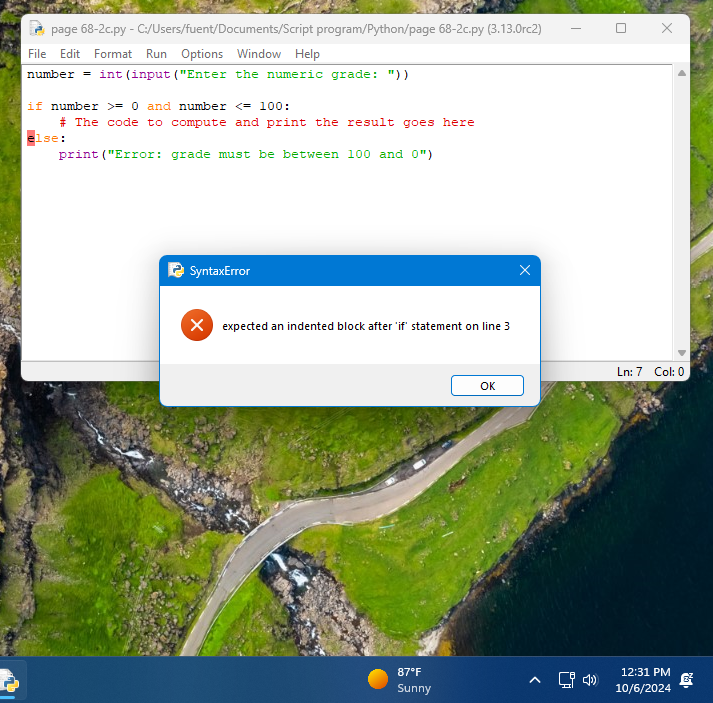 page 68-2c.py - C:/Users/fuent/Documents/Script program/Python/page 68-2c.py (3.13.0rc2)
File Edit Format Run Options Window Help
number = int(input("Enter the numeric grade: "))
if number >= 0 and number <= 100:
    # The code to compute and print the result goes here
else:
    print("Error: grade must be between 100 and 0")
SyntaxError
expected an indented block after 'if' statement on line 3
OK
Ln: 7 Col: 0
87°F
Sunny
12:31 PM
10/6/2024